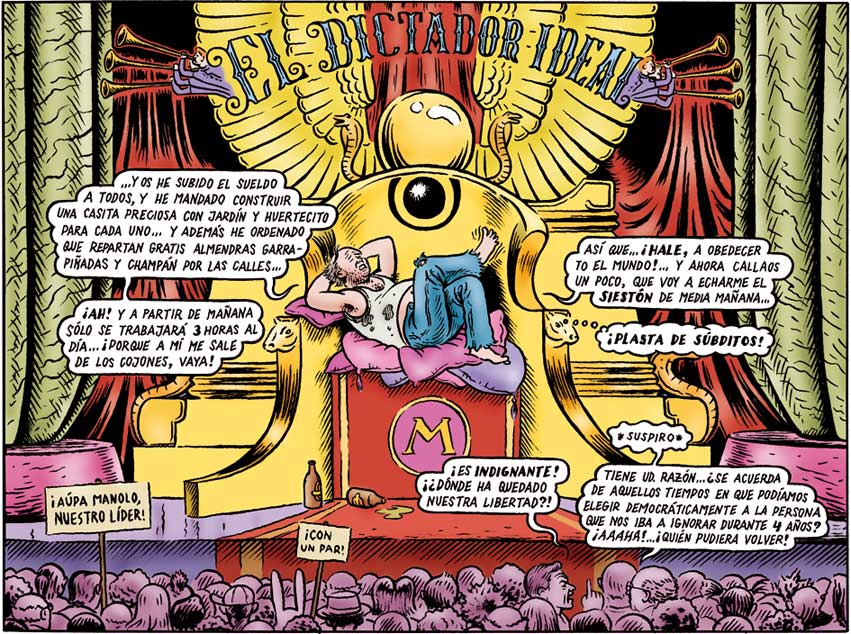 EL DICTADOR IDEAL
...Y OS HE SUBIDO EL SUELDO
A TODOS, Y HE MANDADO CONSTRUIR
UNA CASITA PRECIOSA CON JARDÍN Y HUERTECITO
PARA CADA UNO... Y ADEMÁS HE ORDENADO
QUE REPARTAN GRATIS ALMENDRAS GARRA-
PIÑADAS Y CHAMPÁN POR LAS CALLES...
¡AH! Y A PARTIR DE MAÑANA
SÓLO SE TRABAJARÁ 3 HORAS AL
DÍA... ¡PORQUE A MÍ ME SALE
DE LOS COJONES, VAYA!
ASÍ QUE... ¡HALE, A OBEDECER
TO EL MUNDO!... Y AHORA CALLAOS
UN POCO, QUE VOY A ECHARME EL
SIESTÓN DE MEDIA MAÑANA...
¡PLASTA DE SÚBDITOS!
M
¡ES INDIGNANTE!
¡¿DÓNDE HA QUEDADO
NUESTRA LIBERTAD?!
*SUSPIRO*
TIENE UD. RAZÓN... ¿SE ACUERDA
DE AQUELLOS TIEMPOS EN QUE PODÍAMOS
ELEGIR DEMOCRÁTICAMENTE A LA PERSONA
QUE NOS IBA A IGNORAR DURANTE 4 AÑOS?
¡AAAHA!... ¡QUIÉN PUDIERA VOLVER!
¡AÚPA MANOLO,
NUESTRO LÍDER!
¡CON
UN PAR!